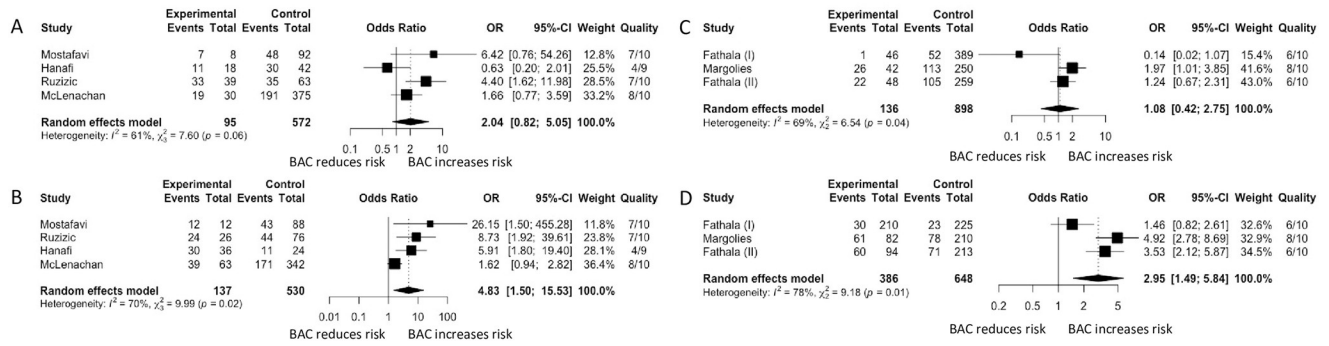 A
Experimental Control
Study Events Total Events Total Odds Ratio OR 95%-CI Weight Quality
Mostafavi 7 8 48 92 6.42 [0.76; 54.26] 12.8% 7/10
Hanafi 11 18 30 42 0.63 [0.20; 2.01] 25.5% 4/9
Ruzizic 33 39 35 63 4.40 [1.62; 11.98] 28.5% 7/10
McLenachan 19 30 191 375 1.66 [0.77; 3.59] 33.2% 8/10
Random effects model 95 572 2.04 [0.82; 5.05] 100.0%
Heterogeneity: I² = 61%, χ²₃ = 7.60 (p = 0.06)
0.1 0.5 1 2 10
BAC reduces risk BAC increases risk
B
Experimental Control
Study Events Total Events Total Odds Ratio OR 95%-CI Weight Quality
Mostafavi 12 12 43 88 26.15 [1.50; 455.28] 11.8% 7/10
Ruzizic 24 26 44 76 8.73 [1.92; 39.61] 23.8% 7/10
Hanafi 30 36 11 24 5.91 [1.80; 19.40] 28.1% 4/9
McLenachan 39 63 171 342 1.62 [0.94; 2.82] 36.4% 8/10
Random effects model 137 530 4.83 [1.50; 15.53] 100.0%
Heterogeneity: I² = 70%, χ²₃ = 9.99 (p = 0.02)
0.01 0.1 1 10 100
BAC reduces risk BAC increases risk
C
Experimental Control
Study Events Total Events Total Odds Ratio OR 95%-CI Weight Quality
Fathala (I) 1 46 52 389 0.14 [0.02; 1.07] 15.4% 6/10
Margolies 26 42 113 250 1.97 [1.01; 3.85] 41.6% 8/10
Fathala (II) 22 48 105 259 1.24 [0.67; 2.31] 43.0% 6/10
Random effects model 136 898 1.08 [0.42; 2.75] 100.0%
Heterogeneity: I² = 69%, χ²₂ = 6.54 (p = 0.04)
0.1 0.5 1 2 10
BAC reduces risk BAC increases risk
D
Experimental Control
Study Events Total Events Total Odds Ratio OR 95%-CI Weight Quality
Fathala (I) 30 210 23 225 1.46 [0.82; 2.61] 32.6% 6/10
Margolies 61 82 78 210 4.92 [2.78; 8.69] 32.9% 8/10
Fathala (II) 60 94 71 213 3.53 [2.12; 5.87] 34.5% 6/10
Random effects model 386 648 2.95 [1.49; 5.84] 100.0%
Heterogeneity: I² = 78%, χ²₂ = 9.18 (p = 0.01)
0.2 0.5 1 2 5
BAC reduces risk BAC increases risk